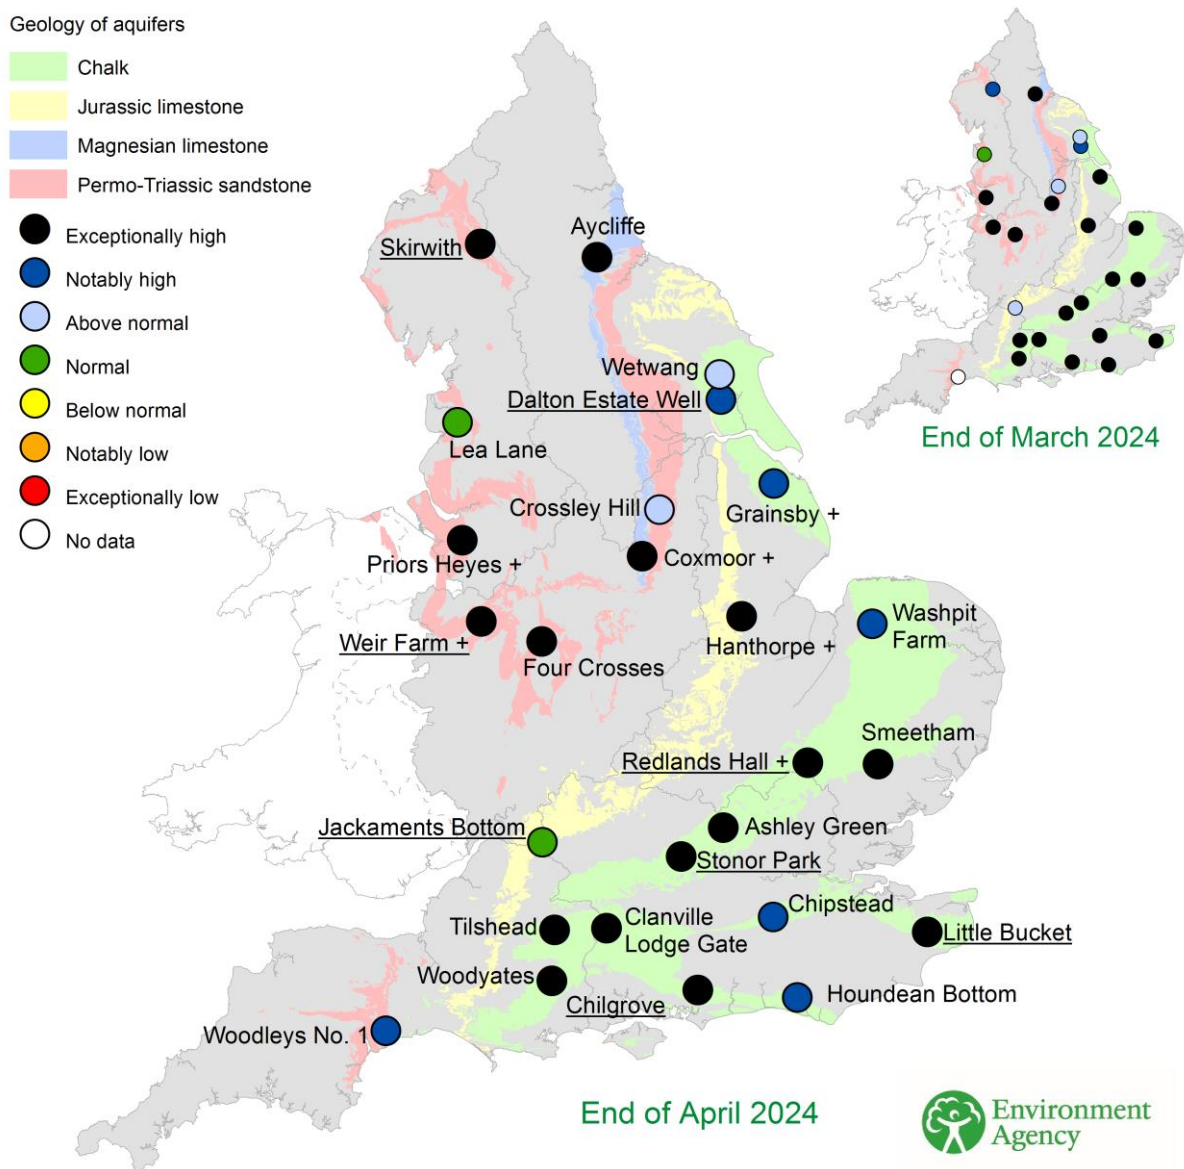 Geology of aquifers
Chalk
Jurassic limestone
Magnesian limestone
Permo-Triassic sandstone
Exceptionally high
Notably high
Above normal
Normal
Below normal
Notably low
Exceptionally low
No data
End of March 2024
Skirwith
Aycliffe
Wetwang
Dalton Estate Well
Lea Lane
Crossley Hill
Grainsby +
Priors Heyes +
Coxmoor +
Weir Farm +
Four Crosses
Hanthorpe +
Washpit
Farm
Smeetham
Redlands Hall +
Jackaments Bottom
Ashley Green
Stonor Park
Chipstead
Tilshead
Clanville
Lodge Gate
Little Bucket
Woodyates
Chilgrove
Houndean Bottom
Woodleys No. 1
End of April 2024
Environment
Agency